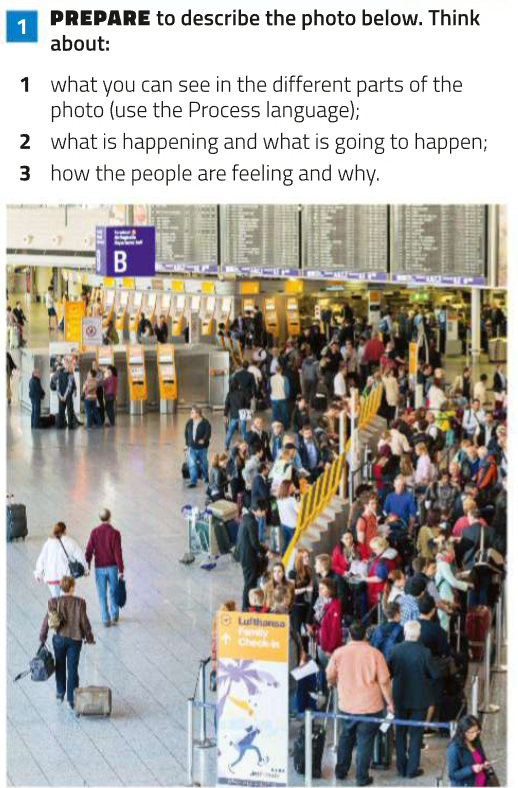 1 PREPARE to describe the photo below. Think
about:
1 what you can see in the different parts of the
photo (use the Process language);
2 what is happening and what is going to happen;
3 how the people are feeling and why.
B
Lufthansa
Family
Check-in